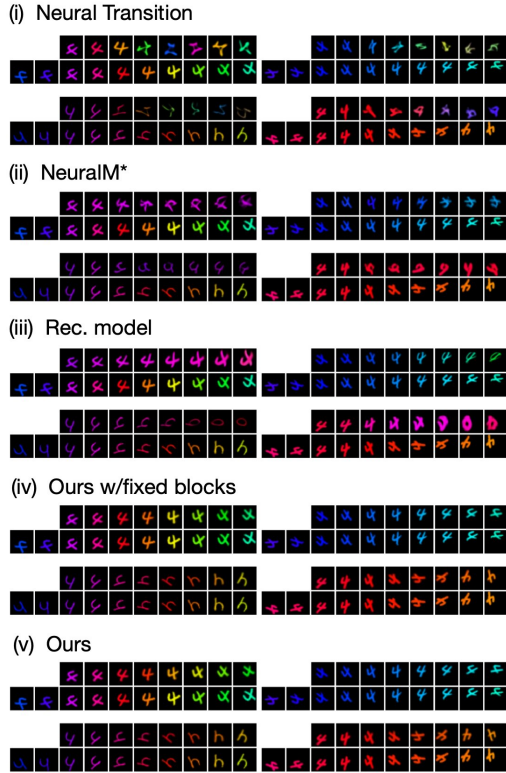 (i) Neural Transition
(ii) NeuralM*
(iii) Rec. model
(iv) Ours w/fixed blocks
(v) Ours